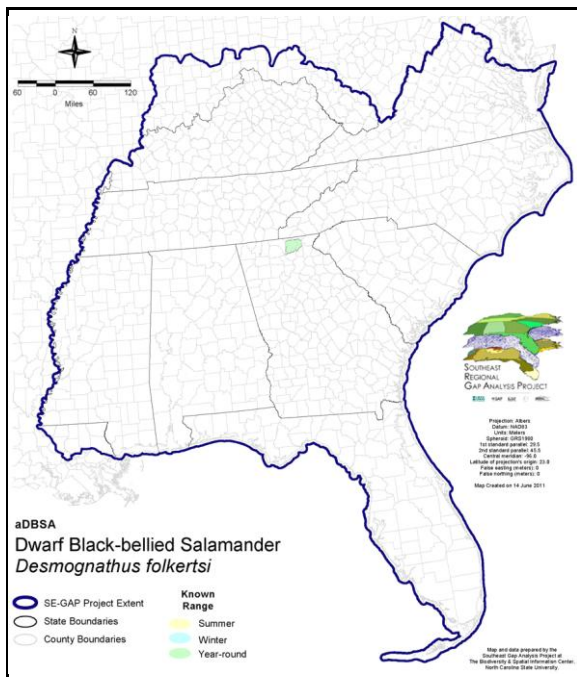 N
60 0 60 120
Miles
SOUTHEAST
REGIONAL
GAP ANALYSIS PROJECT
Projection: Albers
Datum: NAD83
Units: Meters
Spheroid: GRS1980
1st standard parallel: 29.5
2nd standard parallel: 45.5
Central meridian: -96.0
Latitude of projection's origin: 23.0
False easting (meters): 0
False northing (meters): 0
Map Created on 14 June 2011
aDBSA
Dwarf Black-bellied Salamander
Desmognathus folkertsi
SE-GAP Project Extent
State Boundaries
County Boundaries
Known
Range
Summer
Winter
Year-round
Map and data prepared by the
Southeast Gap Analysis Project at
The Biodiversity & Spatial Information Center,
North Carolina State University.